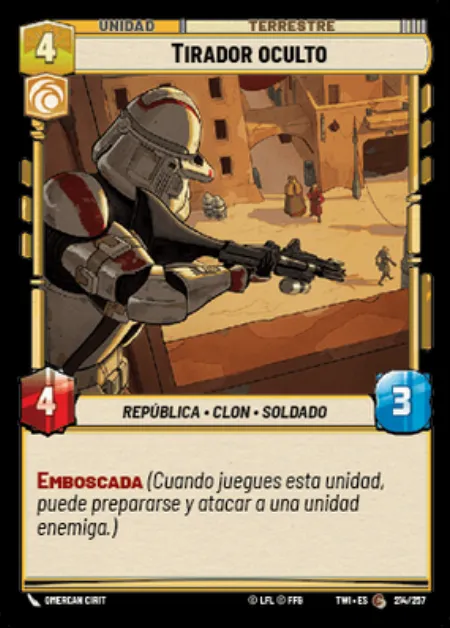 UNIDAD TERRESTRE
4 TIRADOR OCULTO
4 REPÚBLICA • CLON • SOLDADO 3
EMBOSCADA (Cuando juegues esta unidad,
puede prepararse y atacar a una unidad
enemiga.)
OMERCAN CIRIT © LFL © FFG TWI • ES C 214/257